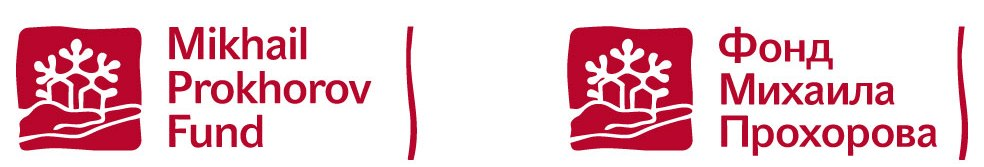 Mikhail
Prokhorov
Fund
Фонд
Михаила
Прохорова